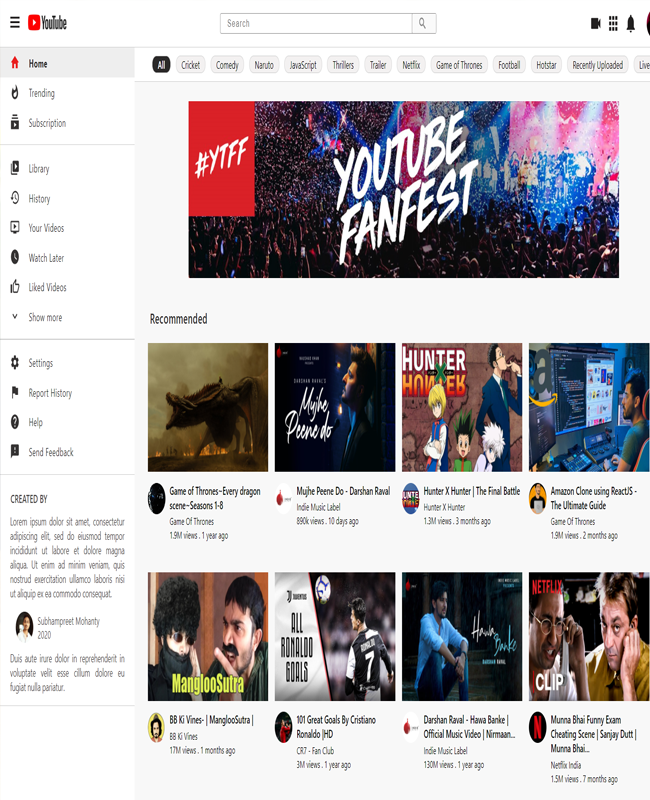 YouTube
Search
Home
All
Cricket
Comedy
Naruto
JavaScript
Thrillers
Trailer
Netflix
Game of Thrones
Football
Hotstar
Recently Uploaded
Live
Trending
Subscription
Library
History
Your Videos
Watch Later
Liked Videos
Show more
Settings
Report History
Help
Send Feedback
CREATED BY
Lorem ipsum dolor sit amet, consectetur
adipiscing elit, sed do eiusmod tempor
incididunt ut labore et dolore magna
aliqua. Ut enim ad minim veniam, quis
nostrud exercitation ullamco laboris nisi
ut aliquip ex ea commodo consequat.
Subhampreet Mohanty
2020
Duis aute irure dolor in reprehenderit in
voluptate velit esse cillum dolore eu
fugiat nulla pariatur.
#YTFF
YOUTUBE
FANFEST
Recommended
DARSHAN RAVAL'S
Mujhe
Peene do
HUNTER
X
HUNTER
a
Game of Thrones~Every dragon
scene~Seasons 1-8
Game Of Thrones
1.9M views . 1 year ago
Mujhe Peene Do - Darshan Raval
Indie Music Label
890k views . 10 days ago
Hunter X Hunter | The Final Battle
Hunter X Hunter
1.3M views . 3 months ago
Amazon Clone using ReactJS -
The Ultimate Guide
Game Of Thrones
1.9M views . 2 months ago
ManglooSutra
JUVENTUS
ALL
RONALDO
GOALS
7
Hawa
Banke
DARSHAN RAVAL
NETFLIX
CLIP
BB Ki Vines- | ManglooSutra |
BB Ki Vines
17M views . 1 months ago
101 Great Goals By Cristiano
Ronaldo |HD
CR7 - Fan Club
3M views . 1 year ago
Darshan Raval - Hawa Banke |
Official Music Video | Nirmaan...
Indie Music Label
130M views . 1 year ago
Munna Bhai Funny Exam
Cheating Scene | Sanjay Dutt |
Munna Bhai...
Netflix India
1.5M views . 7 months ago